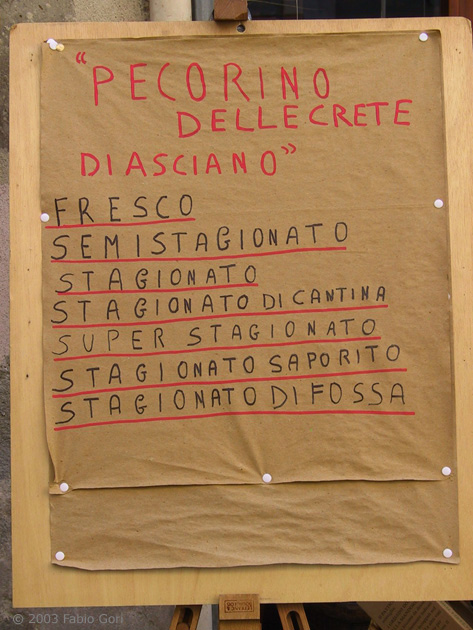 "PECORINO
DELLE CRETE
DI ASCIANO"
FRESCO
SEMISTAGIONATO
STAGIONATO
STAGIONATO DI CANTINA
SUPER STAGIONATO
STAGIONATO SAPORITO
STAGIONATO DI FOSSA
© 2003 Fabio Gori